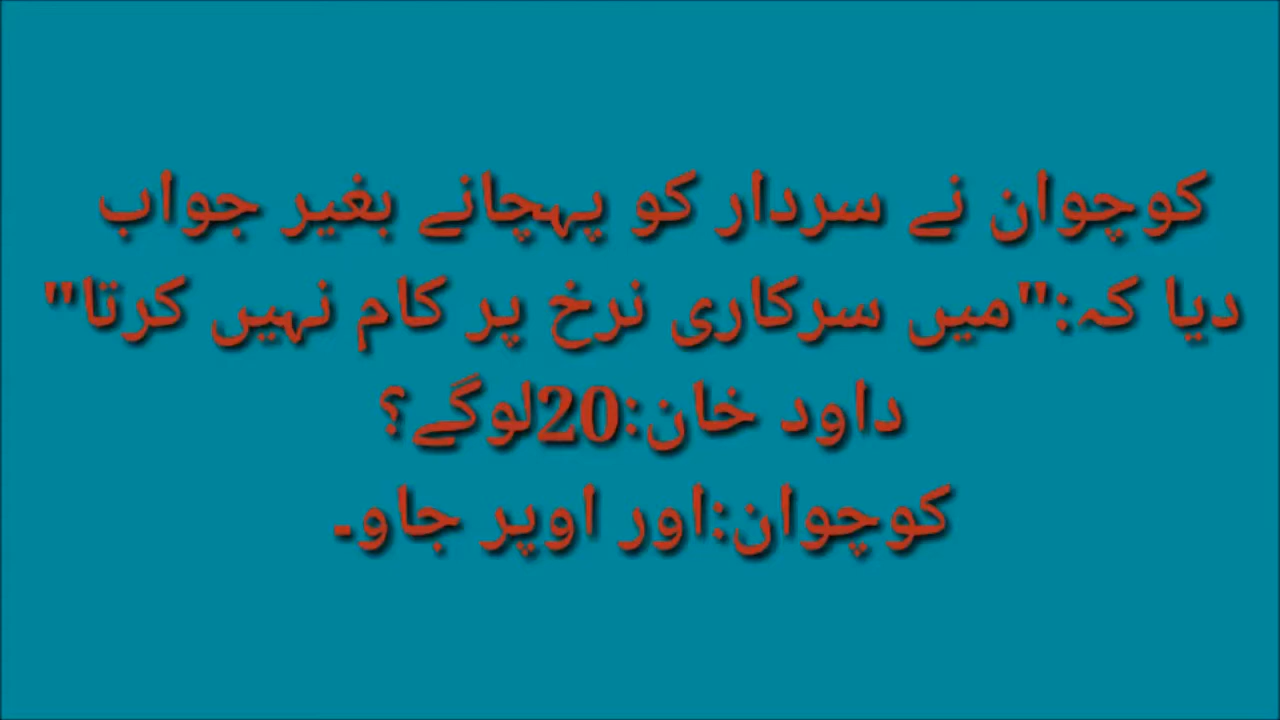 کوچوان نے سردار کو پہچانے بغیر جواب
دیا کہ:"میں سرکاری نرخ پر کام نہیں کرتا"
داود خان:20لوگے؟
کوچوان:اور اوپر جاو۔